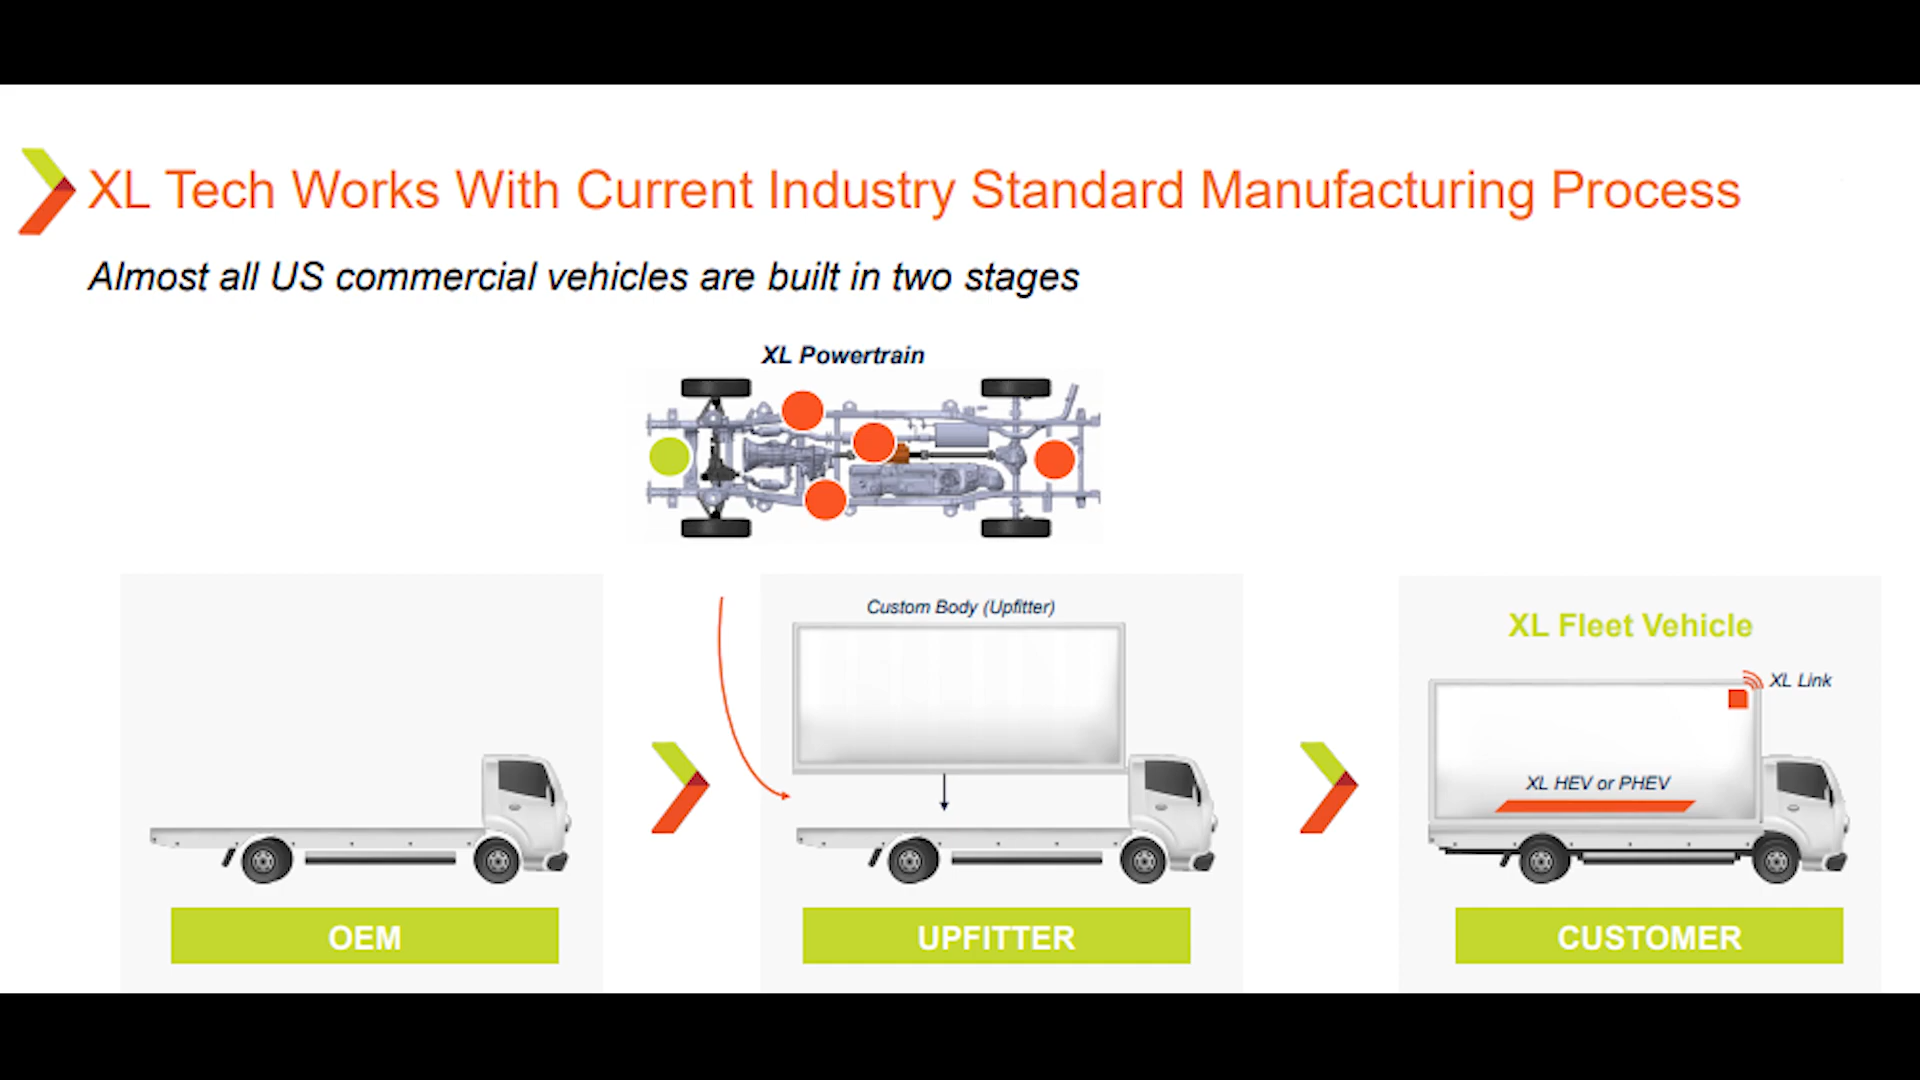 XL Tech Works With Current Industry Standard Manufacturing Process
Almost all US commercial vehicles are built in two stages
XL Powertrain
Custom Body (Upfitter)
XL Fleet Vehicle
XL Link
XL HEV or PHEV
OEM
UPFITTER
CUSTOMER